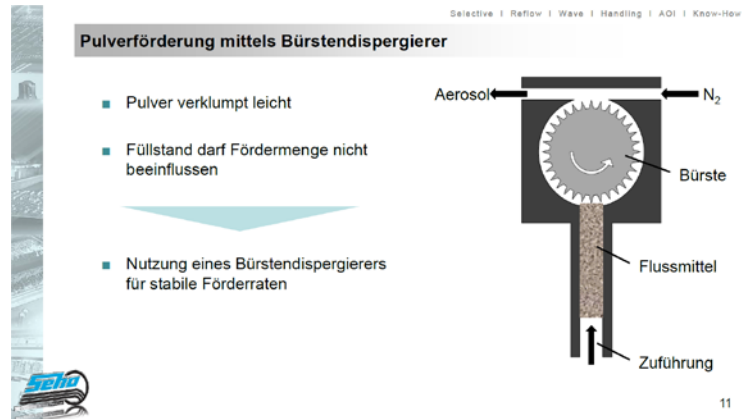 Selective I Reflow I Wave I Handling I AOI I Know-How
Pulverförderung mittels Bürstendispergierer
Pulver verklumpt leicht
Füllstand darf Fördermenge nicht
beeinflussen
Nutzung eines Bürstendispergierers
für stabile Förderraten
Aerosol
N₂
Bürste
Flussmittel
Zuführung
Seho
11